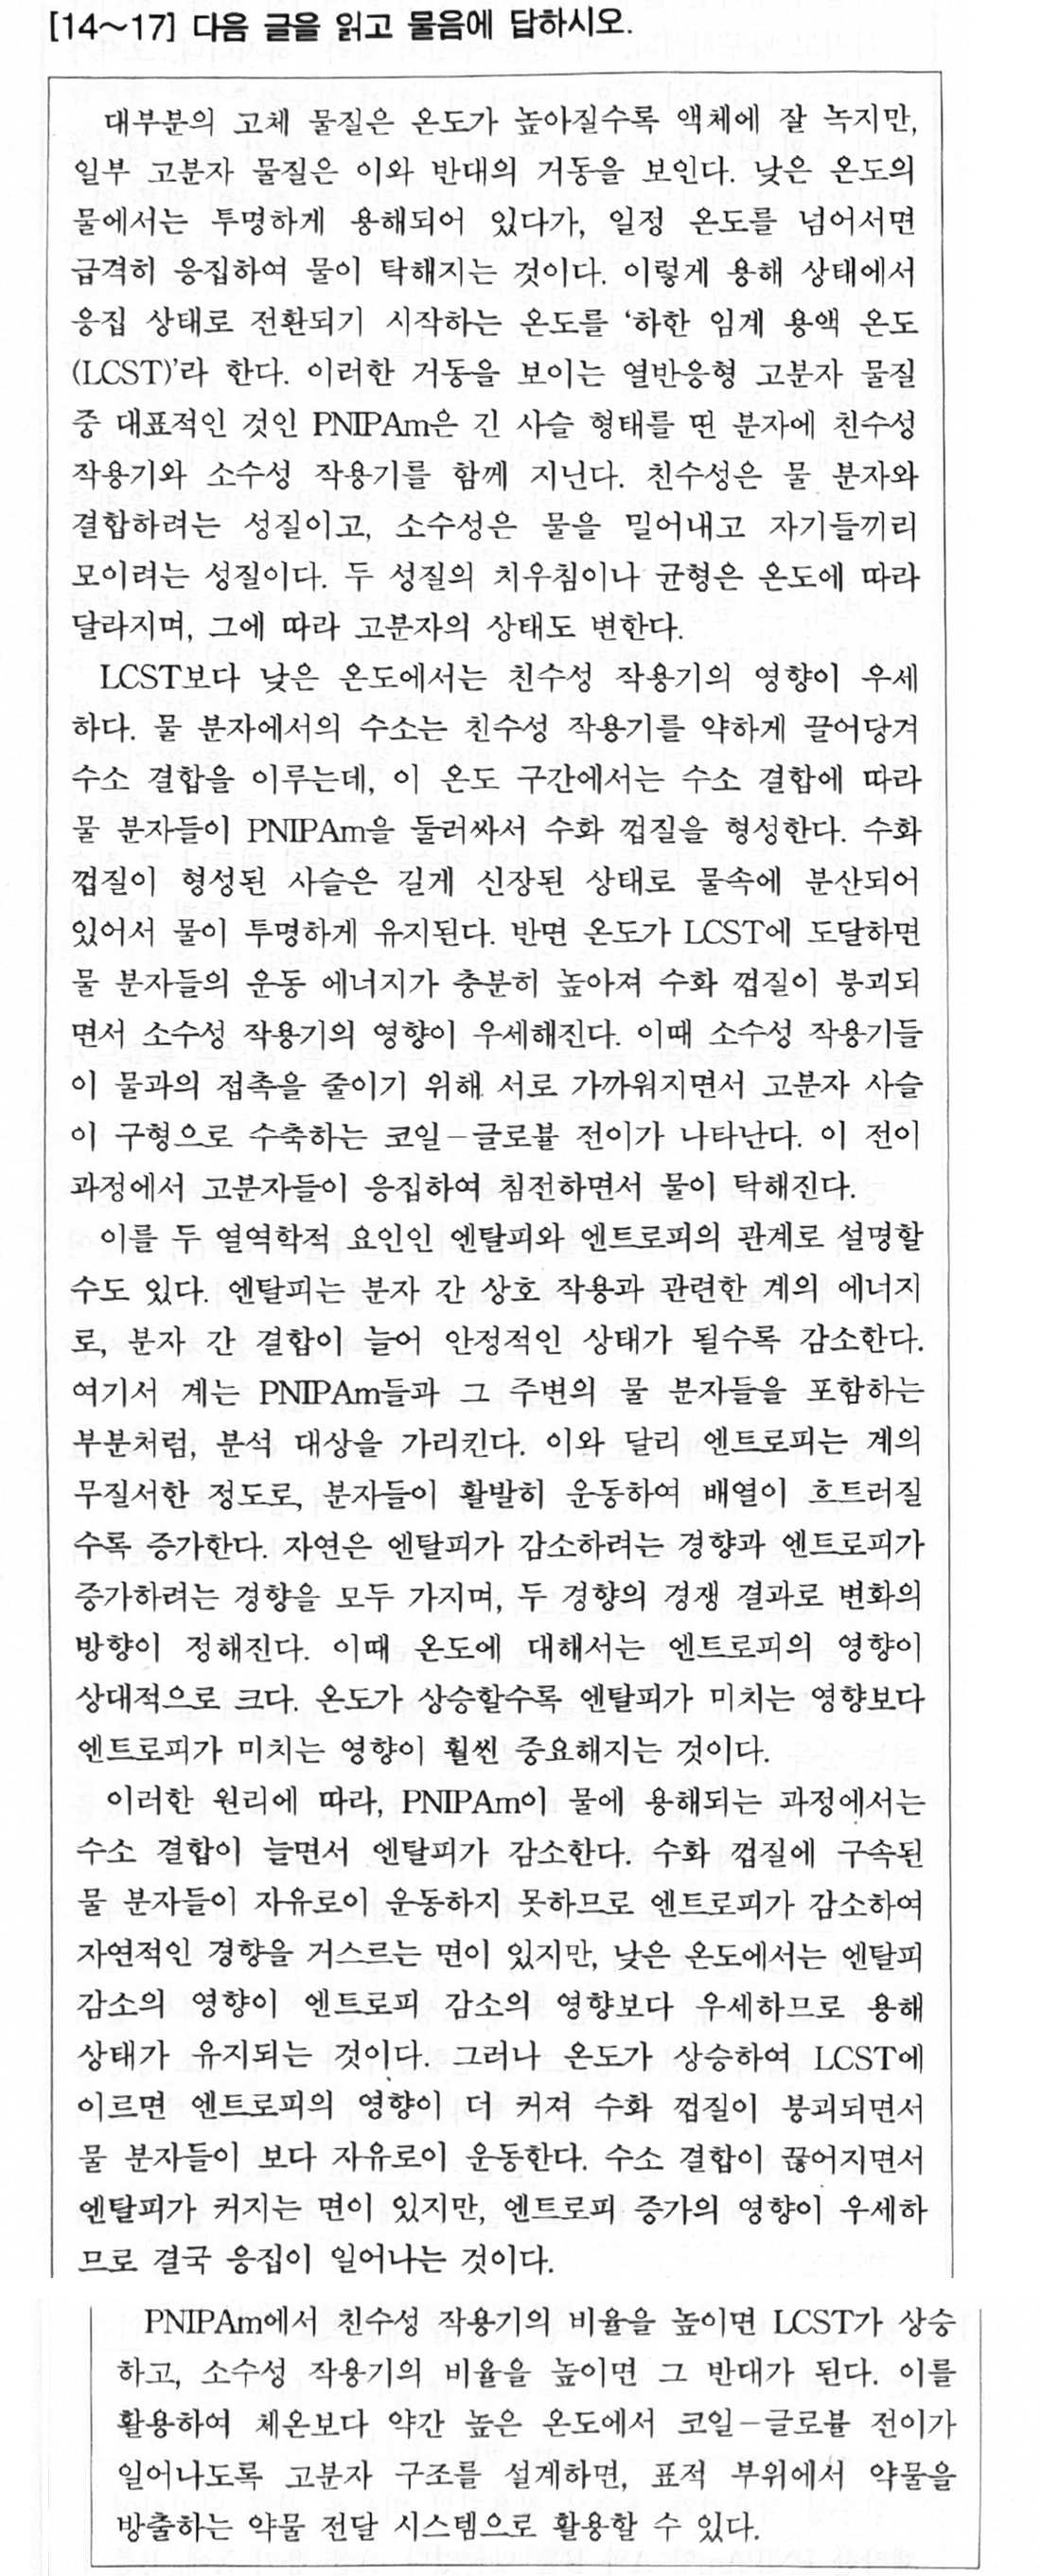 [14～17] 다음 글을 읽고 물음에 답하시오.
대부분의 고체 물질은 온도가 높아질수록 액체에 잘 녹지만,
일부 고분자 물질은 이와 반대의 거동을 보인다. 낮은 온도의
물에서는 투명하게 용해되어 있다가, 일정 온도를 넘어서면
급격히 응집하여 물이 탁해지는 것이다. 이렇게 용해 상태에서
응집 상태로 전환되기 시작하는 온도를 ‘하한 임계 용액 온도
(LCST)’라 한다. 이러한 거동을 보이는 열반응형 고분자 물질
중 대표적인 것인 PNIPAm은 긴 사슬 형태를 띤 분자에 친수성
작용기와 소수성 작용기를 함께 지닌다. 친수성은 물 분자와
결합하려는 성질이고, 소수성은 물을 밀어내고 자기들끼리
모이려는 성질이다. 두 성질의 치우침이나 균형은 온도에 따라
달라지며, 그에 따라 고분자의 상태도 변한다.
LCST보다 낮은 온도에서는 친수성 작용기의 영향이 우세
하다. 물 분자에서의 수소는 친수성 작용기를 약하게 끌어당겨
수소 결합을 이루는데, 이 온도 구간에서는 수소 결합에 따라
물 분자들이 PNIPAm을 둘러싸서 수화 껍질을 형성한다. 수화
껍질이 형성된 사슬은 길게 신장된 상태로 물속에 분산되어
있어서 물이 투명하게 유지된다. 반면 온도가 LCST에 도달하면
물 분자들의 운동 에너지가 충분히 높아져 수화 껍질이 붕괴되
면서 소수성 작용기의 영향이 우세해진다. 이때 소수성 작용기들
이 물과의 접촉을 줄이기 위해 서로 가까워지면서 고분자 사슬
이 구형으로 수축하는 코일－글로뷸 전이가 나타난다. 이 전이
과정에서 고분자들이 응집하여 침전하면서 물이 탁해진다.
이를 두 열역학적 요인인 엔탈피와 엔트로피의 관계로 설명할
수도 있다. 엔탈피는 분자 간 상호 작용과 관련한 계의 에너지
로, 분자 간 결합이 늘어 안정적인 상태가 될수록 감소한다.
여기서 계는 PNIPAm들과 그 주변의 물 분자들을 포함하는
부분처럼, 분석 대상을 가리킨다. 이와 달리 엔트로피는 계의
무질서한 정도로, 분자들이 활발히 운동하여 배열이 흐트러질
수록 증가한다. 자연은 엔탈피가 감소하려는 경향과 엔트로피가
증가하려는 경향을 모두 가지며, 두 경향의 경쟁 결과로 변화의
방향이 정해진다. 이때 온도에 대해서는 엔트로피의 영향이
상대적으로 크다. 온도가 상승할수록 엔탈피가 미치는 영향보다
엔트로피가 미치는 영향이 훨씬 중요해지는 것이다.
이러한 원리에 따라, PNIPAm이 물에 용해되는 과정에서는
수소 결합이 늘면서 엔탈피가 감소한다. 수화 껍질에 구속된
물 분자들이 자유로이 운동하지 못하므로 엔트로피가 감소하여
자연적인 경향을 거스르는 면이 있지만, 낮은 온도에서는 엔탈피
감소의 영향이 엔트로피 감소의 영향보다 우세하므로 용해
상태가 유지되는 것이다. 그러나 온도가 상승하여 LCST에
이르면 엔트로피의 영향이 더 커져 수화 껍질이 붕괴되면서
물 분자들이 보다 자유로이 운동한다. 수소 결합이 끊어지면서
엔탈피가 커지는 면이 있지만, 엔트로피 증가의 영향이 우세하
므로 결국 응집이 일어나는 것이다.
PNIPAm에서 친수성 작용기의 비율을 높이면 LCST가 상승
하고, 소수성 작용기의 비율을 높이면 그 반대가 된다. 이를
활용하여 체온보다 약간 높은 온도에서 코일－글로뷸 전이가
일어나도록 고분자 구조를 설계하면, 표적 부위에서 약물을
방출하는 약물 전달 시스템으로 활용할 수 있다.